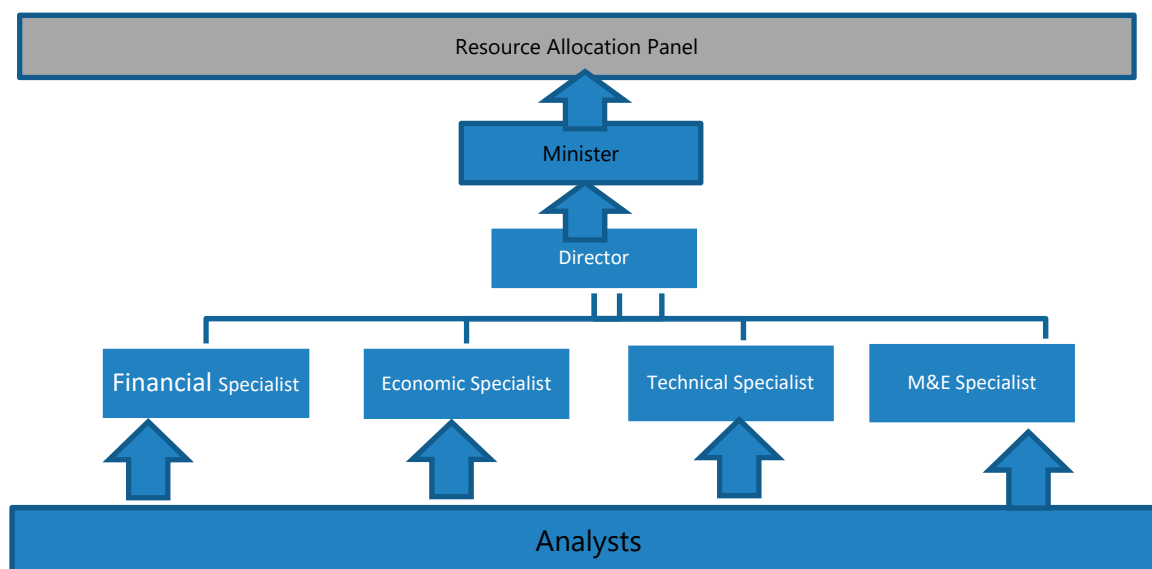 Resource Allocation Panel
Minister
Director
Financial Specialist
Economic Specialist
Technical Specialist
M&E Specialist
Analysts